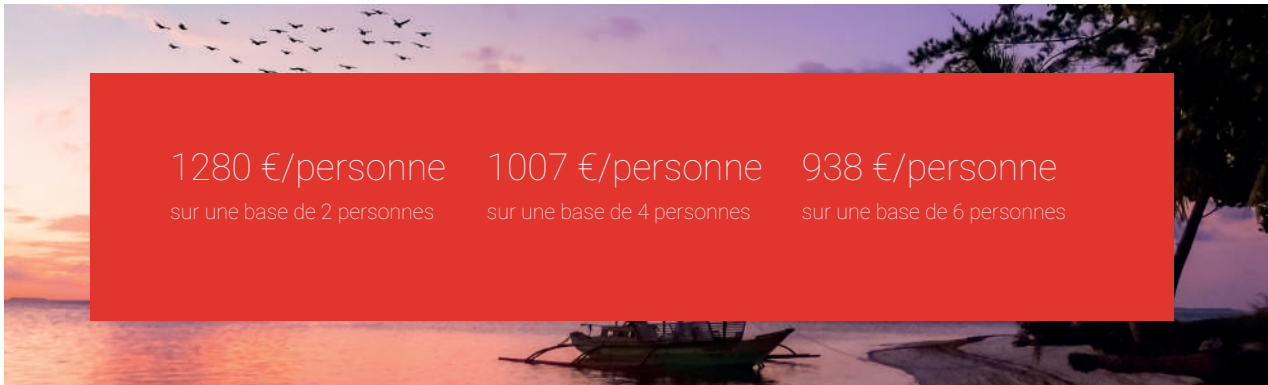 1280 €/personne
sur une base de 2 personnes
1007 €/personne
sur une base de 4 personnes
938 €/personne
sur une base de 6 personnes